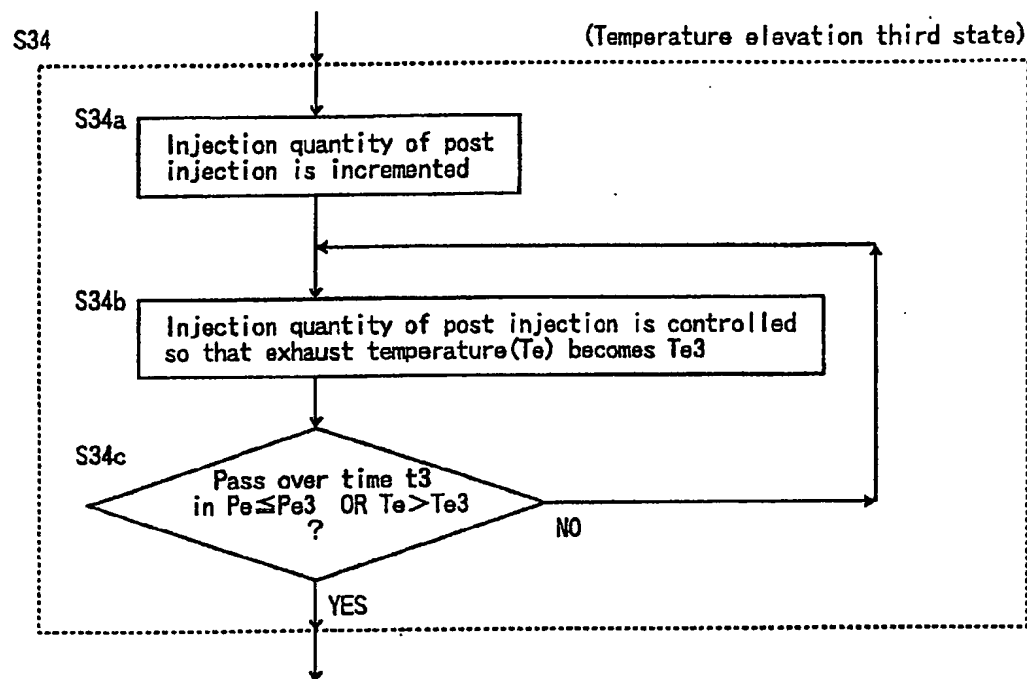 S34
(Temperature elevation third state)
S34a
Injection quantity of post
injection is incremented
S34b
Injection quantity of post injection is controlled
so that exhaust temperature(Te) becomes Te3
S34c
Pass over time t3
in Pe≦Pe3 OR Te>Te3
?
NO
YES